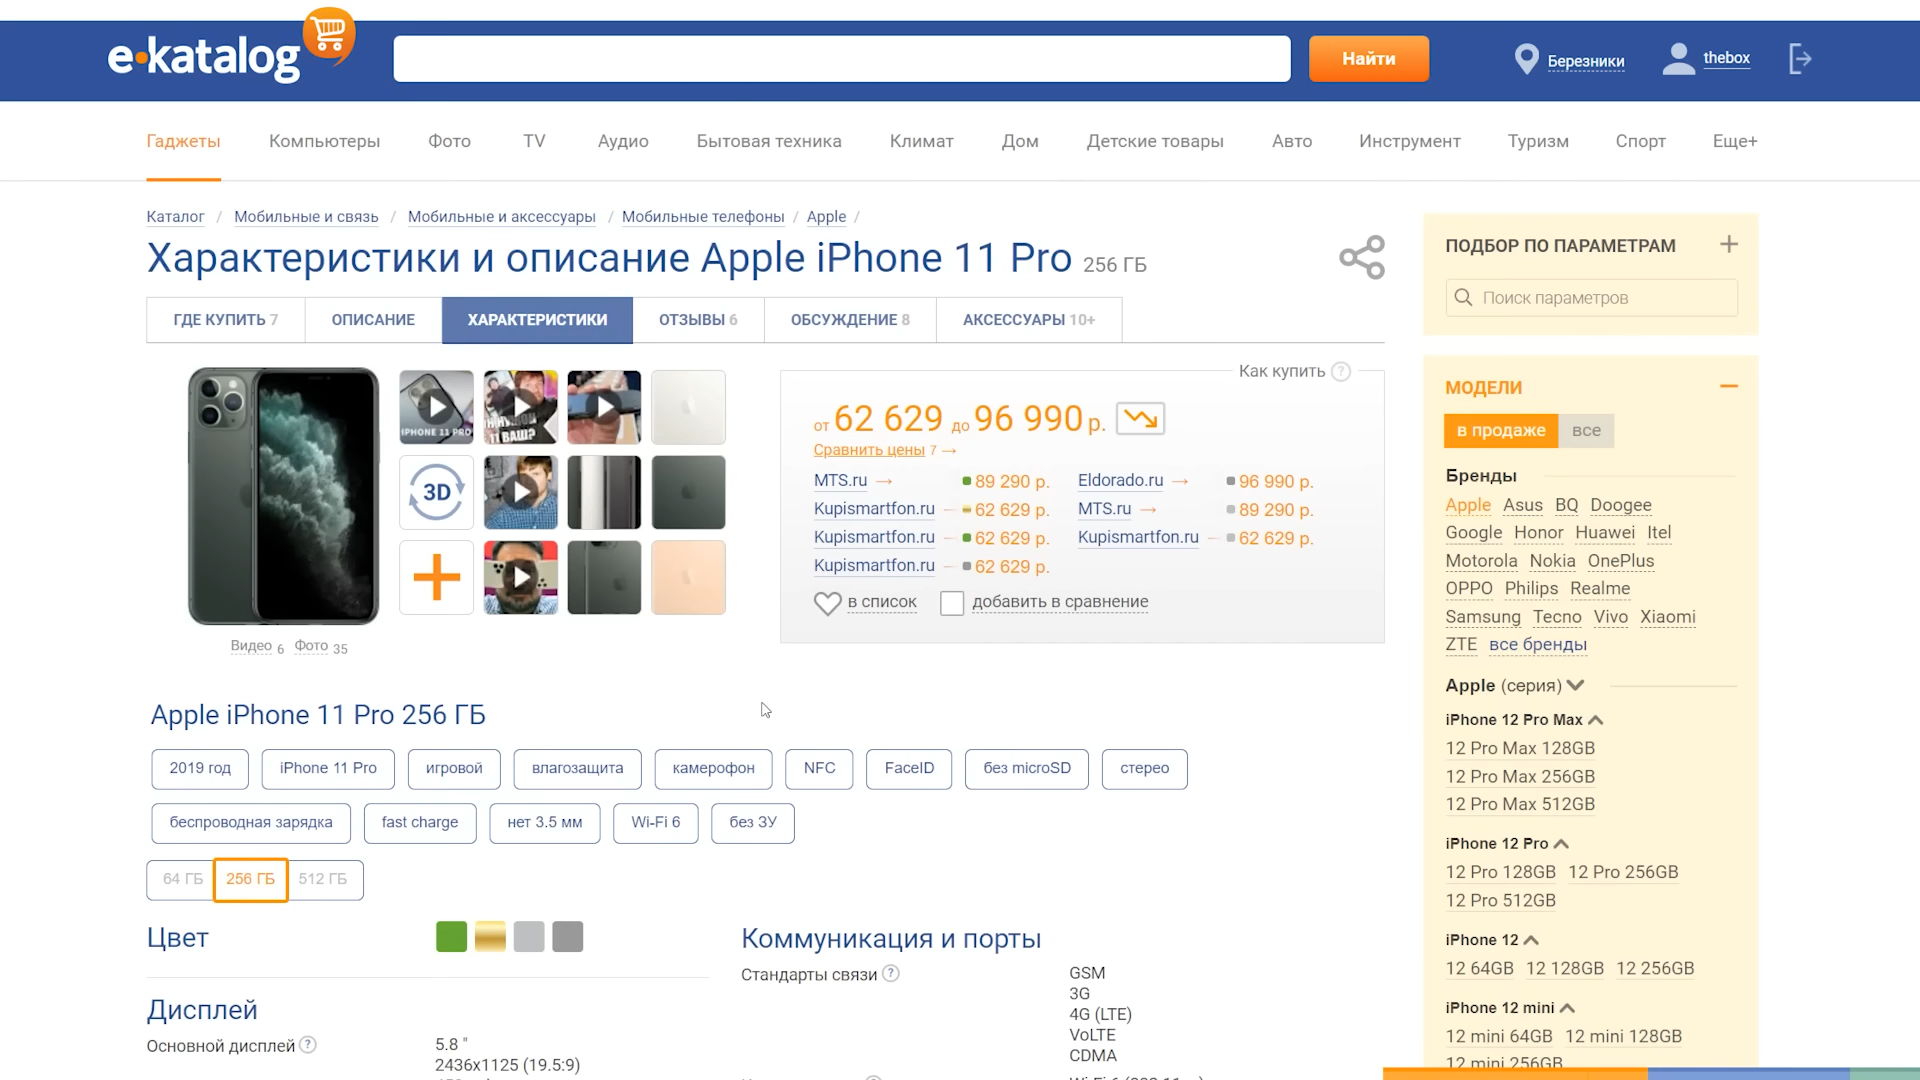 e·katalog
Найти
Березники
thebox
Гаджеты Компьютеры Фото TV Аудио Бытовая техника Климат Дом Детские товары Авто Инструмент Туризм Спорт Еще+
Каталог / Мобильные и связь / Мобильные и аксессуары / Мобильные телефоны / Apple /
Характеристики и описание Apple iPhone 11 Pro 256 ГБ
ГДЕ КУПИТЬ 7 ОПИСАНИЕ ХАРАКТЕРИСТИКИ ОТЗЫВЫ 6 ОБСУЖДЕНИЕ 8 АКСЕССУАРЫ 10+
IPHONE 11 PRO
11 ВАШ?
3D
Видео 6 Фото 35
Как купить ?
от 62 629 до 96 990 р.
Сравнить цены 7 →
MTS.ru → 89 290 р. Eldorado.ru → 96 990 р.
Kupismartfon.ru 62 629 р. MTS.ru → 89 290 р.
Kupismartfon.ru 62 629 р. Kupismartfon.ru 62 629 р.
Kupismartfon.ru 62 629 р.
в список добавить в сравнение
Apple iPhone 11 Pro 256 ГБ
2019 год iPhone 11 Pro игровой влагозащита камерофон NFC FaceID без microSD стерео
беспроводная зарядка fast charge нет 3.5 мм Wi-Fi 6 без ЗУ
64 ГБ 256 ГБ 512 ГБ
Цвет
Дисплей
Основной дисплей ? 5.8 "
2436x1125 (19.5:9)
Коммуникация и порты
Стандарты связи ? GSM
3G
4G (LTE)
VoLTE
CDMA
ПОДБОР ПО ПАРАМЕТРАМ +
Поиск параметров
МОДЕЛИ
в продаже все
Бренды
Apple Asus BQ Doogee
Google Honor Huawei Itel
Motorola Nokia OnePlus
OPPO Philips Realme
Samsung Tecno Vivo Xiaomi
ZTE все бренды
Apple (серия)
iPhone 12 Pro Max
12 Pro Max 128GB
12 Pro Max 256GB
12 Pro Max 512GB
iPhone 12 Pro
12 Pro 128GB 12 Pro 256GB
12 Pro 512GB
iPhone 12
12 64GB 12 128GB 12 256GB
iPhone 12 mini
12 mini 64GB 12 mini 128GB
12 mini 256GB